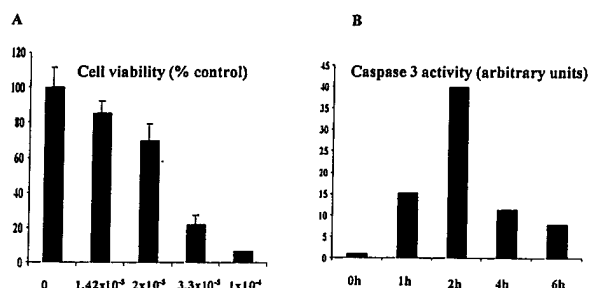 A
Cell viability (% control)
120
100
80
60
40
20
0
0 1.42x10⁻⁵ 2x10⁻⁵ 3.3x10⁻⁵ 1x10⁻⁴
B
Caspase 3 activity (arbitrary units)
45
40
35
30
25
20
15
10
5
0
0h 1h 2h 4h 6h